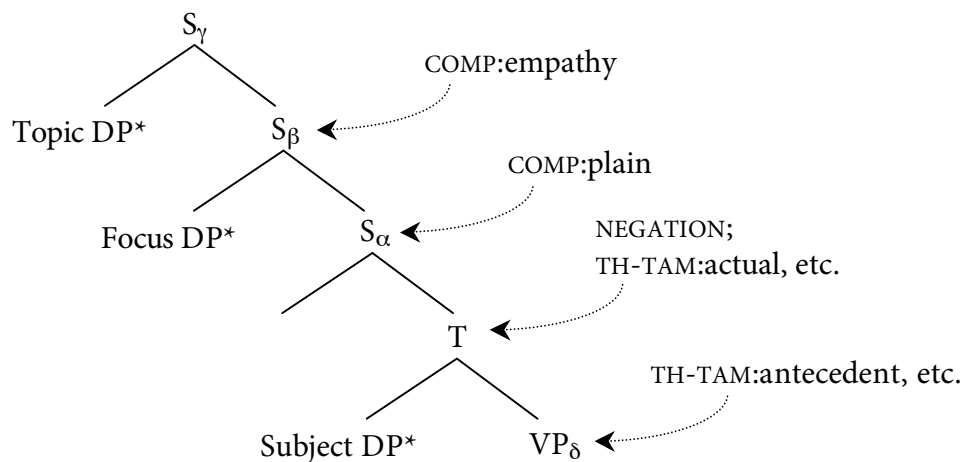 Sγ
COMP:empathy
Topic DP*
Sβ
COMP:plain
Focus DP*
Sα
NEGATION;
TH-TAM:actual, etc.
T
TH-TAM:antecedent, etc.
Subject DP*
VPδ